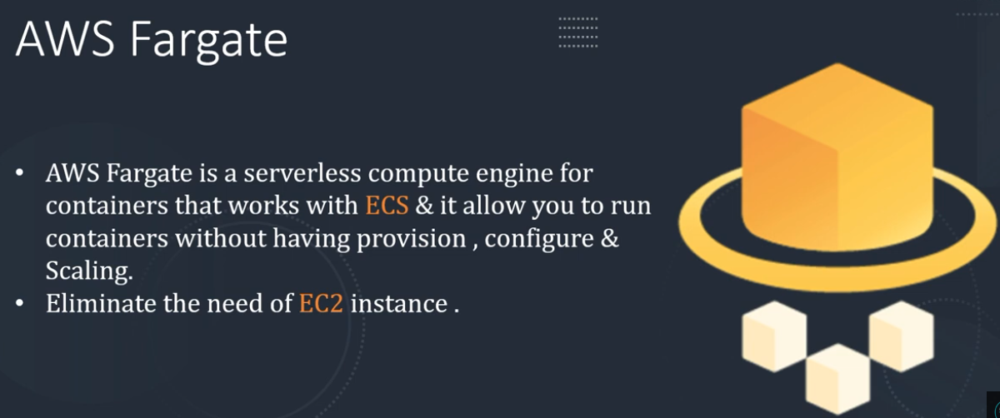 AWS Fargate
• AWS Fargate is a serverless compute engine for
containers that works with ECS & it allow you to run
containers without having provision , configure &
Scaling.
• Eliminate the need of EC2 instance .